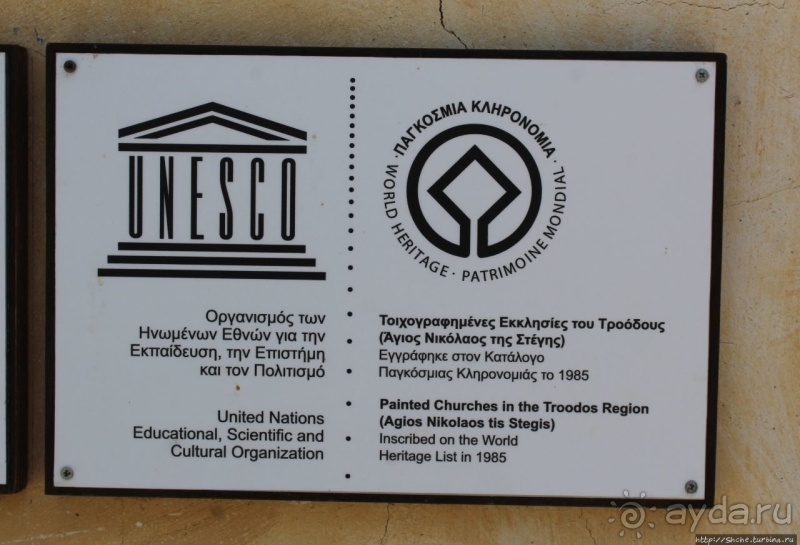 UNESCO
Οργανισμός των
Ηνωμένων Εθνών για την
Εκπαίδευση, την Επιστήμη
και τον Πολιτισμό
United Nations
Educational, Scientific and
Cultural Organization
· ΠΑΓΚΟΣΜΙΑ ΚΛΗΡΟΝΟΜΙΑ ·
WORLD HERITAGE · PATRIMOINE MONDIAL
Τοιχογραφημένες Εκκλησίες του Τροόδους
(Άγιος Νικόλαος της Στέγης)
Εγγράφηκε στον Κατάλογο
Παγκόσμιας Κληρονομιάς το 1985
Painted Churches in the Troodos Region
(Agios Nikolaos tis Stegis)
Inscribed on the World
Heritage List in 1985
ayda.ru
http://Shche.turbina.ru